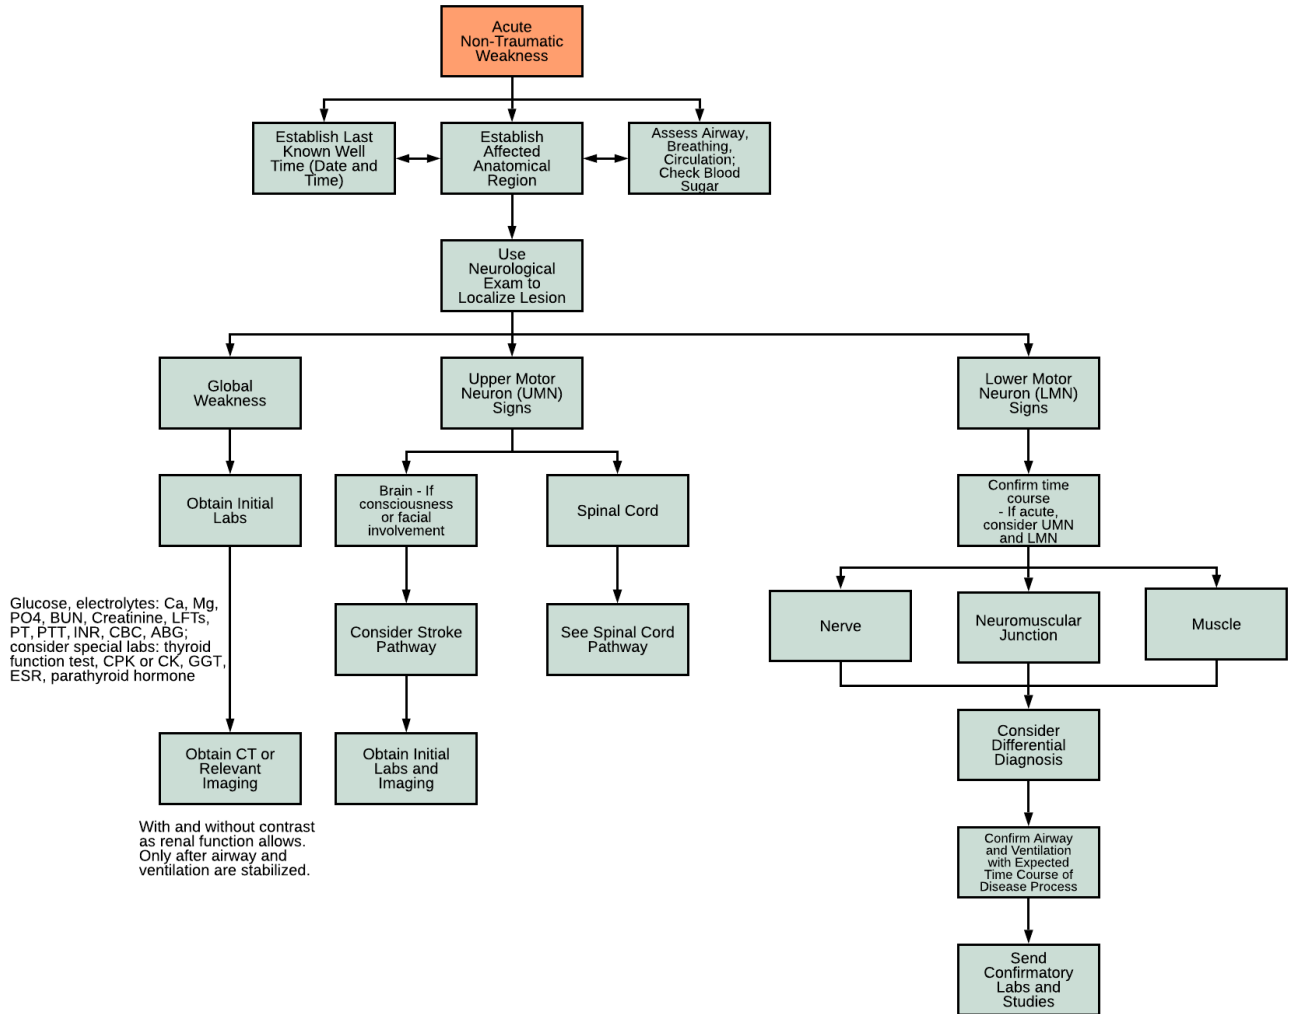 Acute
Non-Traumatic
Weakness
Establish Last
Known Well
Time (Date and
Time)
Establish
Affected
Anatomical
Region
Assess Airway,
Breathing,
Circulation;
Check Blood
Sugar
Use
Neurological
Exam to
Localize Lesion
Global
Weakness
Upper Motor
Neuron (UMN)
Signs
Lower Motor
Neuron (LMN)
Signs
Obtain Initial
Labs
Brain - If
consciousness
or facial
involvement
Spinal Cord
Confirm time
course
- If acute,
consider UMN
and LMN
Glucose, electrolytes: Ca, Mg,
PO4, BUN, Creatinine, LFTs,
PT, PTT, INR, CBC, ABG;
consider special labs: thyroid
function test, CPK or CK, GGT,
ESR, parathyroid hormone
Consider Stroke
Pathway
See Spinal Cord
Pathway
Nerve
Neuromuscular
Junction
Muscle
Obtain CT or
Relevant
Imaging
Obtain Initial
Labs and
Imaging
Consider
Differential
Diagnosis
With and without contrast
as renal function allows.
Only after airway and
ventilation are stabilized.
Confirm Airway
and Ventilation
with Expected
Time Course of
Disease Process
Send
Confirmatory
Labs and
Studies